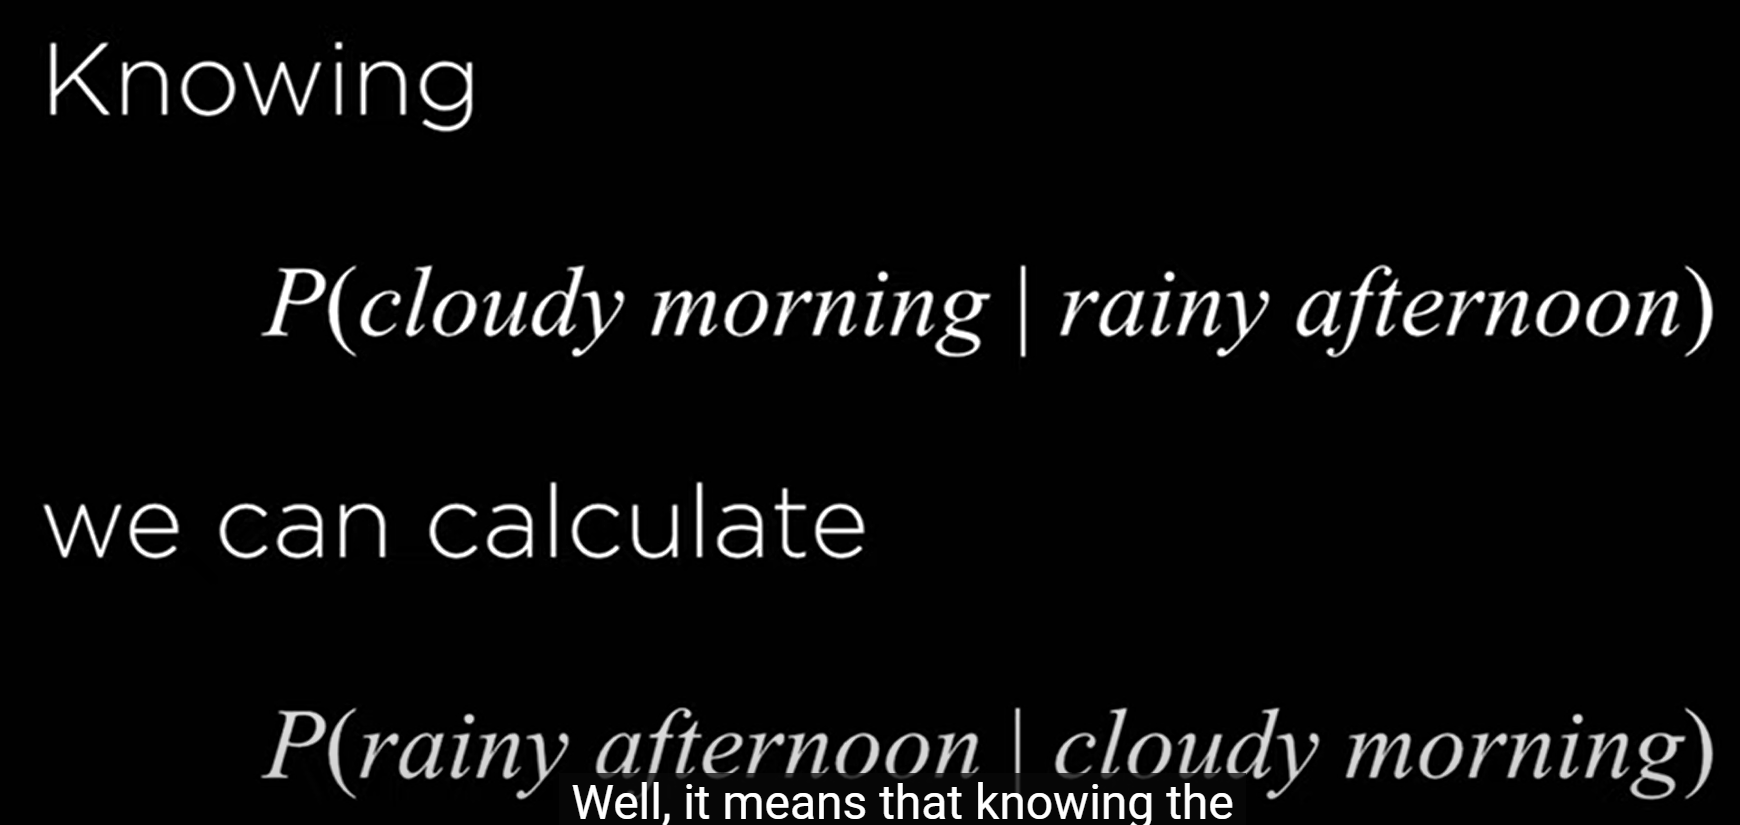 Knowing
P(cloudy morning | rainy afternoon)
we can calculate
P(rainy afternoon | cloudy morning)
Well, it means that knowing the